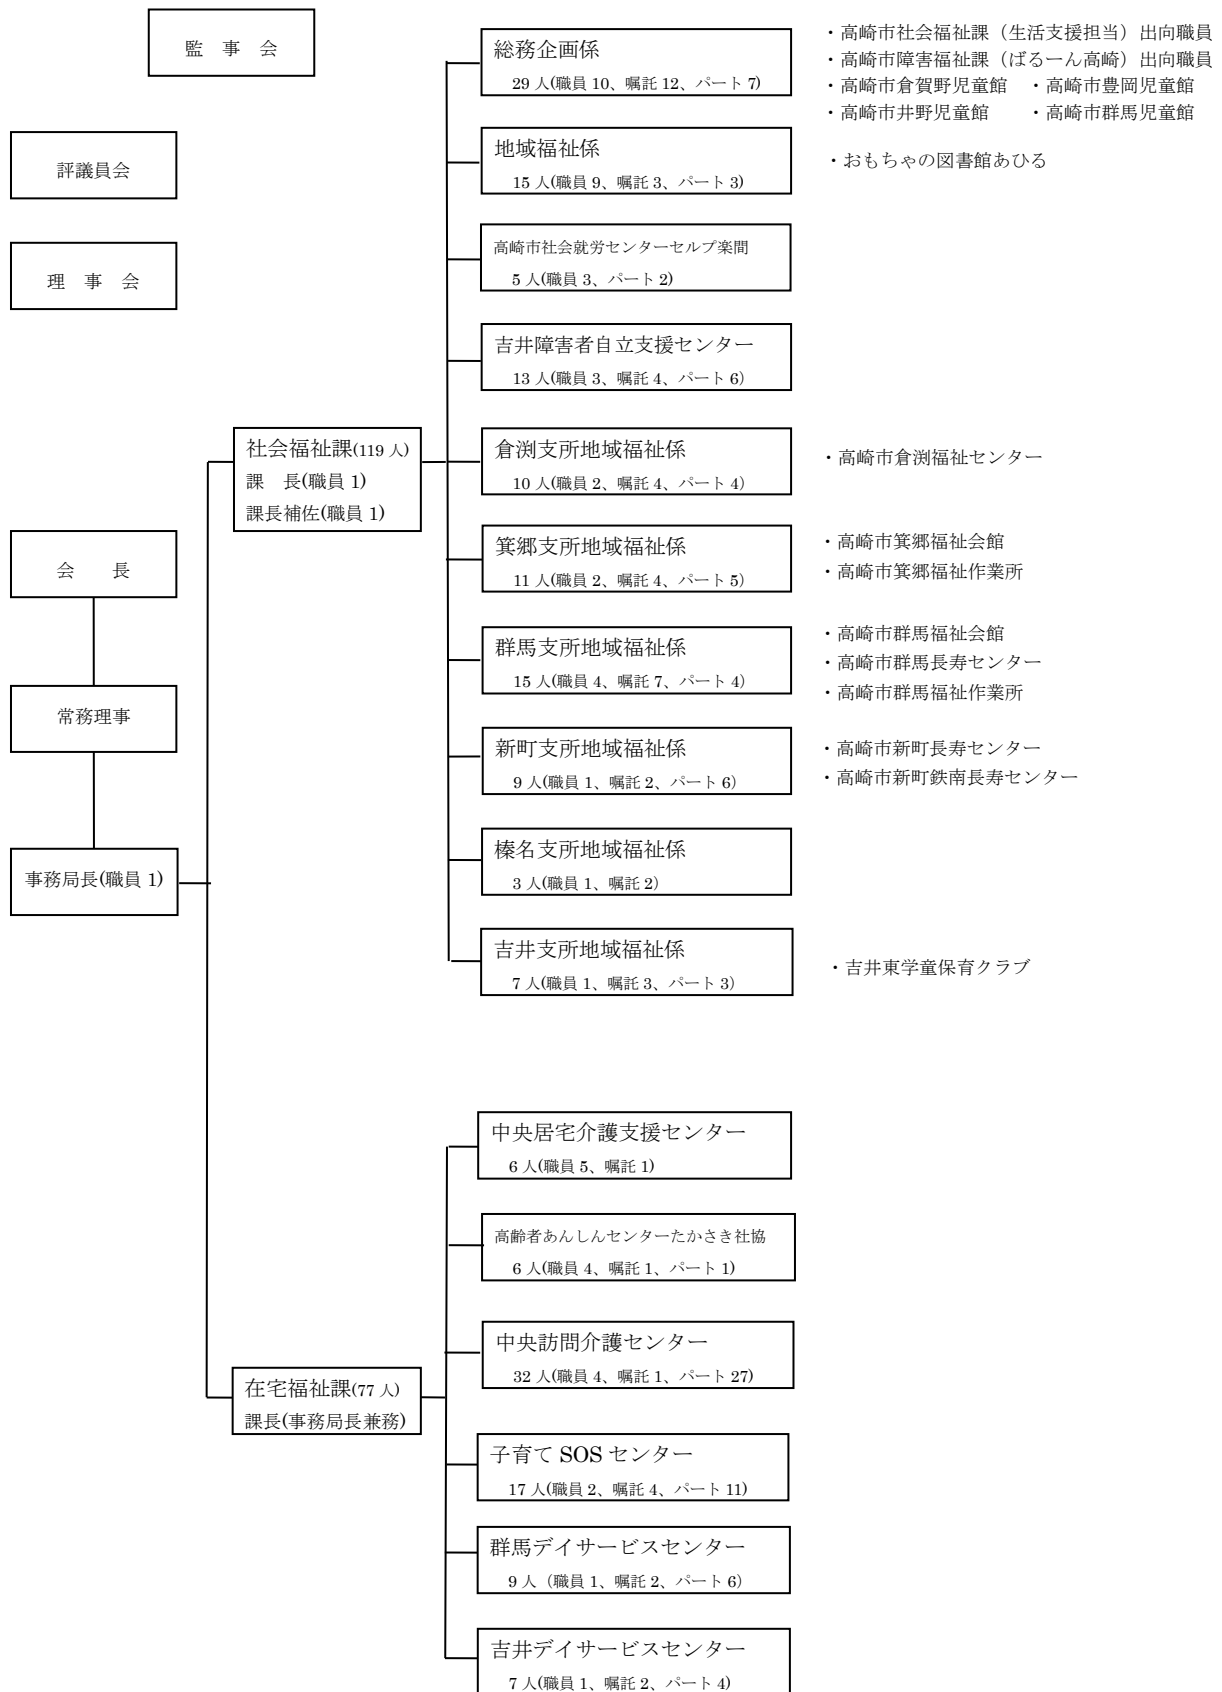 監　事　会
評議員会
理　事　会
会　　長
常務理事
事務局長(職員 1)
社会福祉課(119 人)
課　長(職員 1)
課長補佐(職員 1)
総務企画係
29 人(職員 10、嘱託 12、パート 7)
・高崎市社会福祉課（生活支援担当）出向職員
・高崎市障害福祉課（ばるーん高崎）出向職員
・高崎市倉賀野児童館　・高崎市豊岡児童館
・高崎市井野児童館　　・高崎市群馬児童館
地域福祉係
15 人(職員 9、嘱託 3、パート 3)
・おもちゃの図書館あひる
高崎市社会就労センターセルプ楽間
5 人(職員 3、パート 2)
吉井障害者自立支援センター
13 人(職員 3、嘱託 4、パート 6)
倉渕支所地域福祉係
10 人(職員 2、嘱託 4、パート 4)
・高崎市倉渕福祉センター
箕郷支所地域福祉係
11 人(職員 2、嘱託 4、パート 5)
・高崎市箕郷福祉会館
・高崎市箕郷福祉作業所
群馬支所地域福祉係
15 人(職員 4、嘱託 7、パート 4)
・高崎市群馬福祉会館
・高崎市群馬長寿センター
・高崎市群馬福祉作業所
新町支所地域福祉係
9 人(職員 1、嘱託 2、パート 6)
・高崎市新町長寿センター
・高崎市新町鉄南長寿センター
榛名支所地域福祉係
3 人(職員 1、嘱託 2)
吉井支所地域福祉係
7 人(職員 1、嘱託 3、パート 3)
・吉井東学童保育クラブ
在宅福祉課(77 人)
課長(事務局長兼務)
中央居宅介護支援センター
6 人(職員 5、嘱託 1)
高齢者あんしんセンターたかさき社協
6 人(職員 4、嘱託 1、パート 1)
中央訪問介護センター
32 人(職員 4、嘱託 1、パート 27)
子育て SOS センター
17 人(職員 2、嘱託 4、パート 11)
群馬デイサービスセンター
9 人（職員 1、嘱託 2、パート 6）
吉井デイサービスセンター
7 人(職員 1、嘱託 2、パート 4)